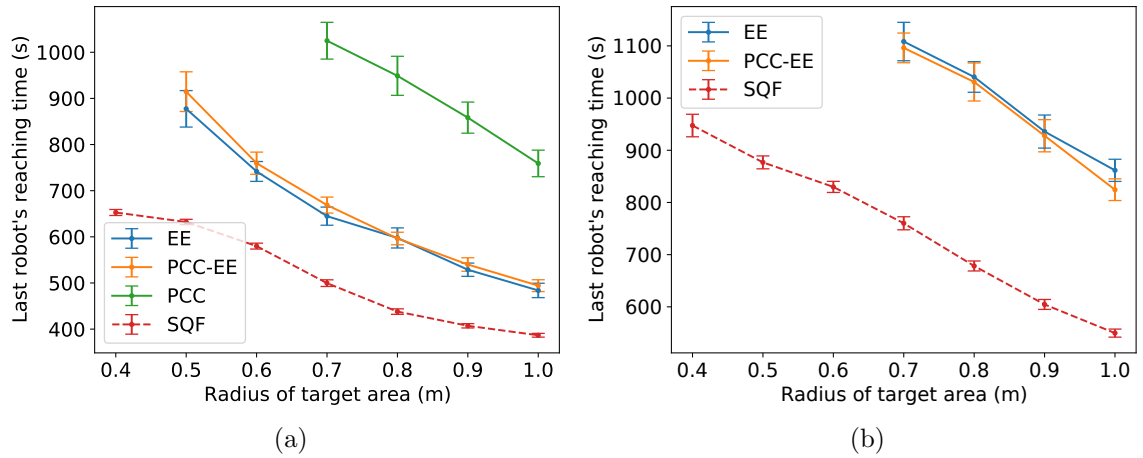 1000
900
800
700
600
500
400
Last robot's reaching time (s)
EE
PCC-EE
PCC
SQF
0.4 0.5 0.6 0.7 0.8 0.9 1.0
Radius of target area (m)
(a)
1100
1000
900
800
700
600
Last robot's reaching time (s)
EE
PCC-EE
SQF
0.4 0.5 0.6 0.7 0.8 0.9 1.0
Radius of target area (m)
(b)